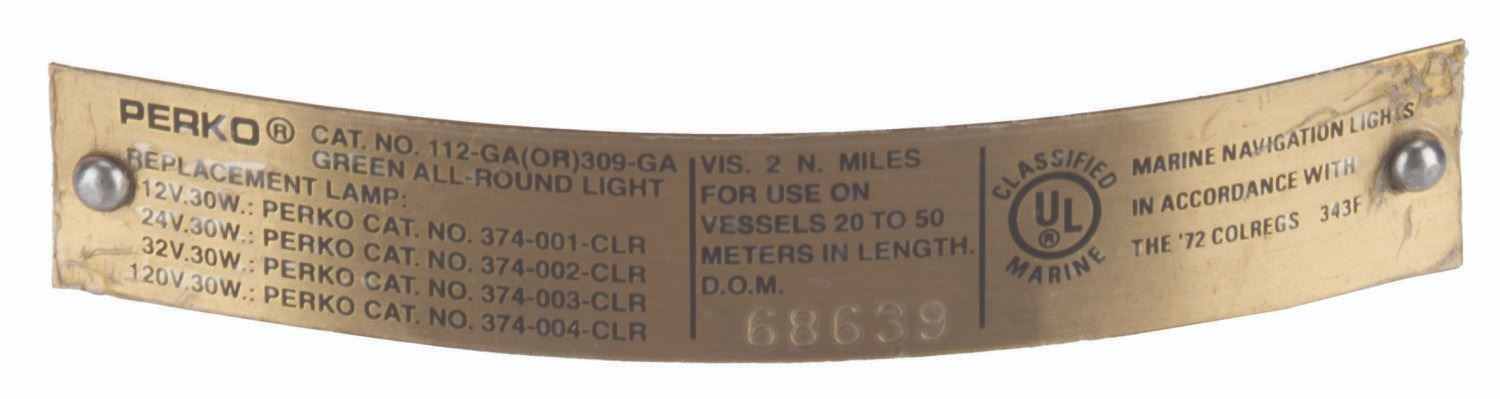 PERKO® CAT. NO. 112-GA(OR)309-GA
GREEN ALL-ROUND LIGHT
REPLACEMENT LAMP:
12V.30W.: PERKO CAT. NO. 374-001-CLR
24V.30W.: PERKO CAT. NO. 374-002-CLR
32V.30W.: PERKO CAT. NO. 374-003-CLR
120V.30W.: PERKO CAT. NO. 374-004-CLR
VIS. 2 N. MILES
FOR USE ON
VESSELS 20 TO 50
METERS IN LENGTH.
D.O.M.
68639
CLASSIFIED
UL®
MARINE
MARINE NAVIGATION LIGHTS
IN ACCORDANCE WITH
THE '72 COLREGS 343F